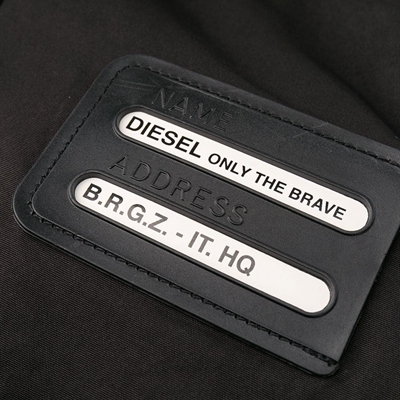 NAME
DIESEL ONLY THE BRAVE
ADDRESS
B.R.G.Z. - IT. HQ